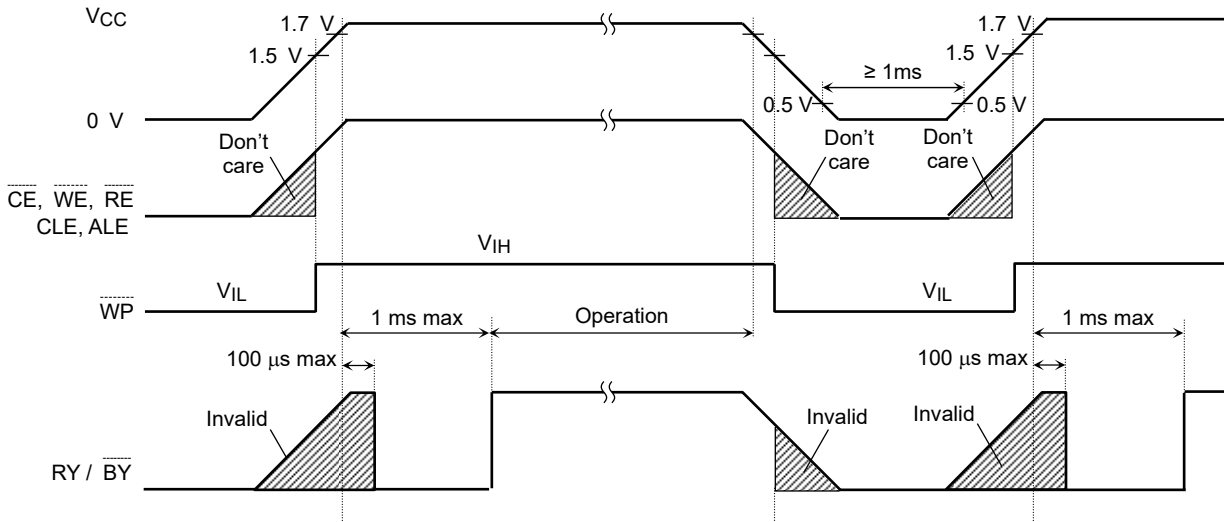 VCC
1.7 V
1.5 V
0 V
≥ 1ms
0.5 V
0.5 V
1.7 V
1.5 V
Don't
care
Don't
care
Don't
care
CE, WE, RE
CLE, ALE
VIH
VIL
VIL
WP
1 ms max
Operation
1 ms max
100 μs max
100 μs max
Invalid
Invalid
Invalid
RY / BY